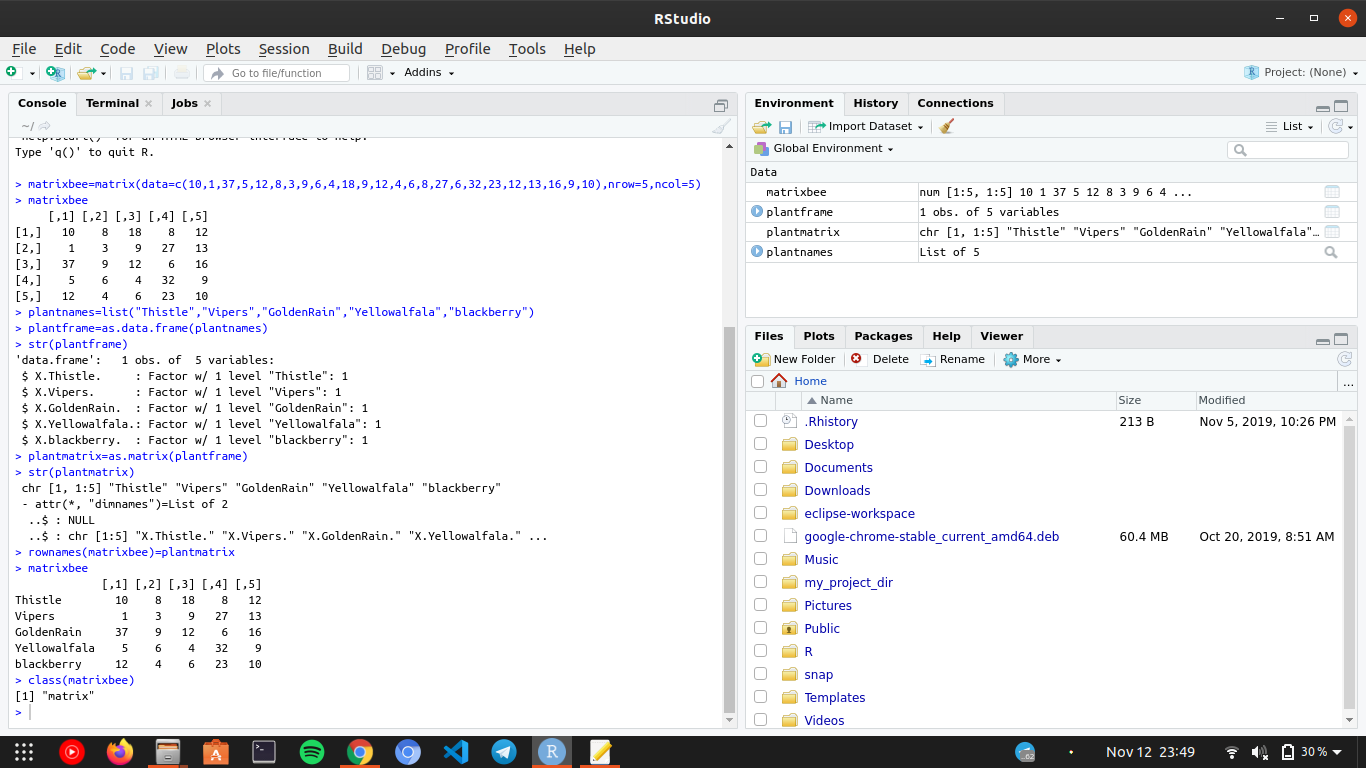 RStudio
File Edit Code View Plots Session Build Debug Profile Tools Help
Go to file/function Addins Project: (None)
Console Terminal Jobs
~/
'help.start()' for an HTML browser interface to help.
Type 'q()' to quit R.
> matrixbee=matrix(data=c(10,1,37,5,12,8,3,9,6,4,18,9,12,4,6,8,27,6,32,23,12,13,16,9,10),nrow=5,ncol=5)
> matrixbee
[,1] [,2] [,3] [,4] [,5]
[1,] 10 8 18 8 12
[2,] 1 3 9 27 13
[3,] 37 9 12 6 16
[4,] 5 6 4 32 9
[5,] 12 4 6 23 10
> plantnames=list("Thistle","Vipers","GoldenRain","Yellowalfala","blackberry")
> plantframe=as.data.frame(plantnames)
> str(plantframe)
'data.frame': 1 obs. of 5 variables:
$ X.Thistle. : Factor w/ 1 level "Thistle": 1
$ X.Vipers. : Factor w/ 1 level "Vipers": 1
$ X.GoldenRain. : Factor w/ 1 level "GoldenRain": 1
$ X.Yellowalfala.: Factor w/ 1 level "Yellowalfala": 1
$ X.blackberry. : Factor w/ 1 level "blackberry": 1
> plantmatrix=as.matrix(plantframe)
> str(plantmatrix)
chr [1, 1:5] "Thistle" "Vipers" "GoldenRain" "Yellowalfala" "blackberry"
- attr(*, "dimnames")=List of 2
..$ : NULL
..$ : chr [1:5] "X.Thistle." "X.Vipers." "X.GoldenRain." "X.Yellowalfala." ...
> rownames(matrixbee)=plantmatrix
> matrixbee
[,1] [,2] [,3] [,4] [,5]
Thistle 10 8 18 8 12
Vipers 1 3 9 27 13
GoldenRain 37 9 12 6 16
Yellowalfala 5 6 4 32 9
blackberry 12 4 6 23 10
> class(matrixbee)
[1] "matrix"
>
Environment History Connections
Import Dataset List
Global Environment
Data
matrixbee num [1:5, 1:5] 10 1 37 5 12 8 3 9 6 4 ...
plantframe 1 obs. of 5 variables
plantmatrix chr [1, 1:5] "Thistle" "Vipers" "GoldenRain" "Yellowalfala"…
plantnames List of 5
Files Plots Packages Help Viewer
New Folder Delete Rename More
Home ...
Name Size Modified
.Rhistory 213 B Nov 5, 2019, 10:26 PM
Desktop
Documents
Downloads
eclipse-workspace
google-chrome-stable_current_amd64.deb 60.4 MB Oct 20, 2019, 8:51 AM
Music
my_project_dir
Pictures
Public
R
snap
Templates
Videos
Nov 12 23:49 30 %